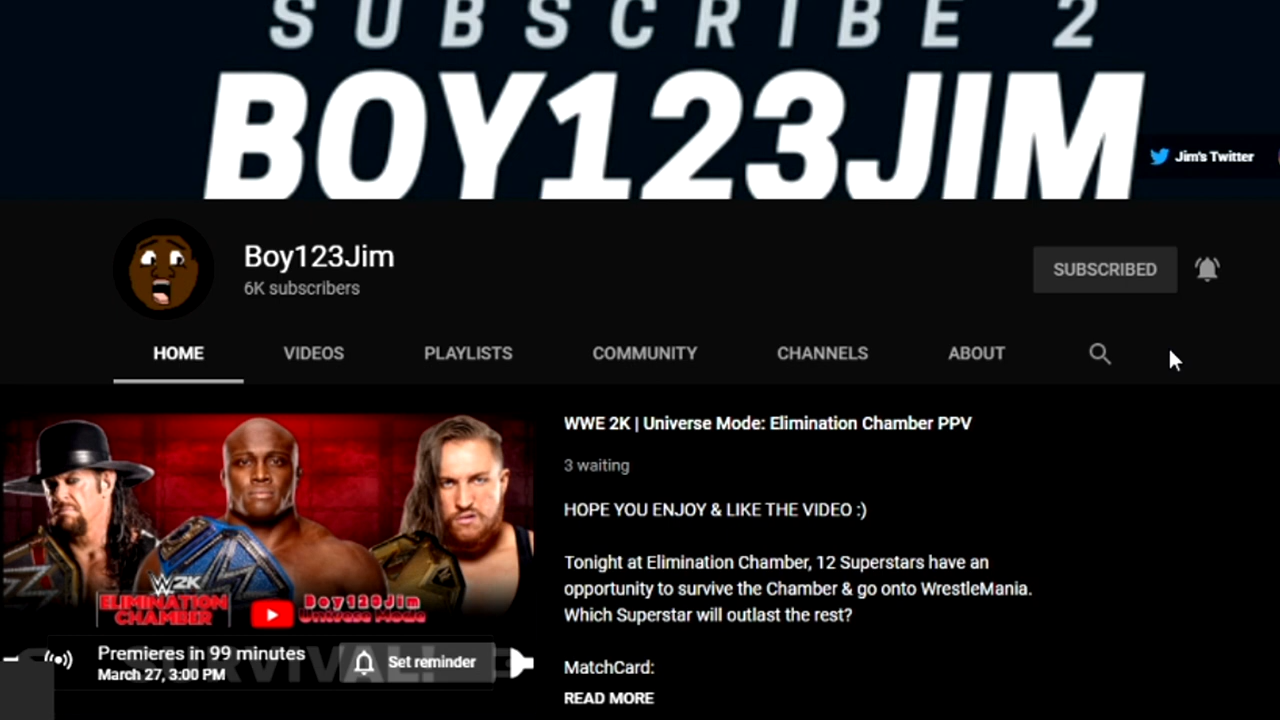 SUBSCRIBE 2
BOY123JIM
Jim's Twitter
Boy123Jim
6K subscribers
SUBSCRIBED
HOME VIDEOS PLAYLISTS COMMUNITY CHANNELS ABOUT
WWE 2K | Universe Mode: Elimination Chamber PPV
3 waiting
HOPE YOU ENJOY & LIKE THE VIDEO :)
Tonight at Elimination Chamber, 12 Superstars have an
opportunity to survive the Chamber & go onto WrestleMania.
Which Superstar will outlast the rest?
MatchCard:
READ MORE
W2K
ELIMINATION
CHAMBER
Boy123Jim
Universe Mode
Premieres in 99 minutes
March 27, 3:00 PM
Set reminder
SURVIVAL!